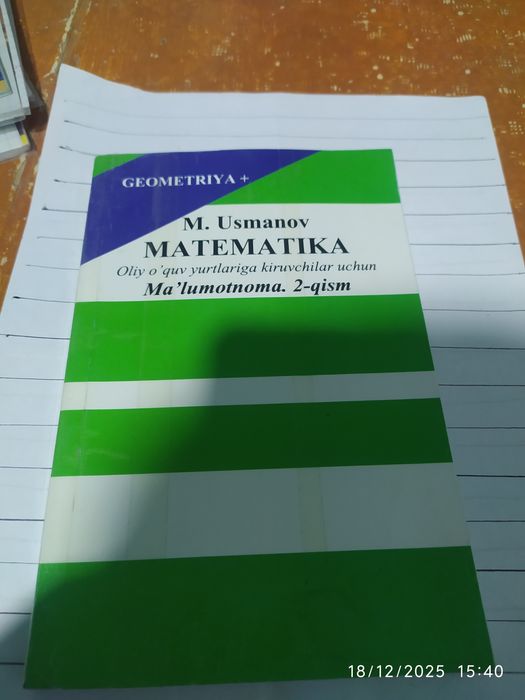 GEOMETRIYA +
M. Usmanov
MATEMATIKA
Oliy o'quv yurtlariga kiruvchilar uchun
Ma'lumotnoma. 2-qism
18/12/2025 15:40